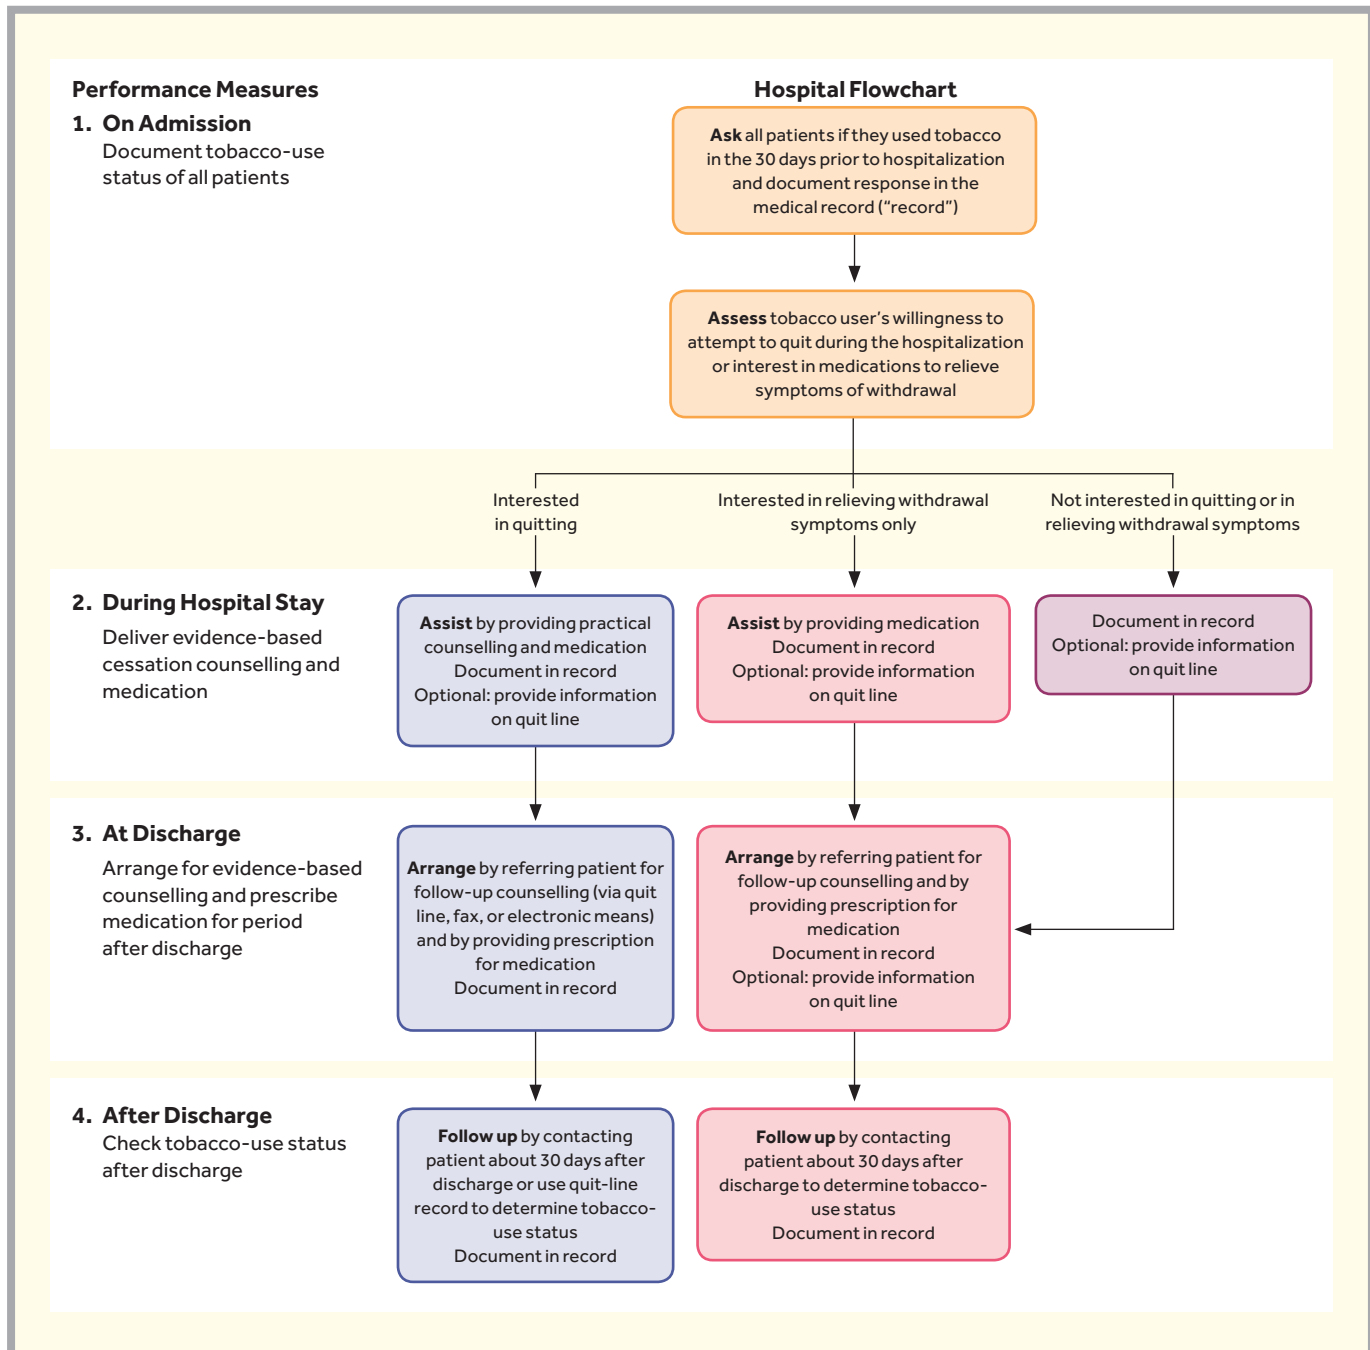 Performance Measures
Hospital Flowchart
1. On Admission
Document tobacco-use
status of all patients
Ask all patients if they used tobacco
in the 30 days prior to hospitalization
and document response in the
medical record (“record”)
Assess tobacco user’s willingness to
attempt to quit during the hospitalization
or interest in medications to relieve
symptoms of withdrawal
Interested
in quitting
Interested in relieving withdrawal
symptoms only
Not interested in quitting or in
relieving withdrawal symptoms
2. During Hospital Stay
Deliver evidence-based
cessation counselling and
medication
Assist by providing practical
counselling and medication
Document in record
Optional: provide information
on quit line
Assist by providing medication
Document in record
Optional: provide information
on quit line
Document in record
Optional: provide information
on quit line
3. At Discharge
Arrange for evidence-based
counselling and prescribe
medication for period
after discharge
Arrange by referring patient for
follow-up counselling (via quit
line, fax, or electronic means)
and by providing prescription
for medication
Document in record
Arrange by referring patient for
follow-up counselling and by
providing prescription for
medication
Document in record
Optional: provide information
on quit line
4. After Discharge
Check tobacco-use status
after discharge
Follow up by contacting
patient about 30 days after
discharge or use quit-line
record to determine tobacco-
use status
Document in record
Follow up by contacting
patient about 30 days after
discharge to determine tobacco-
use status
Document in record